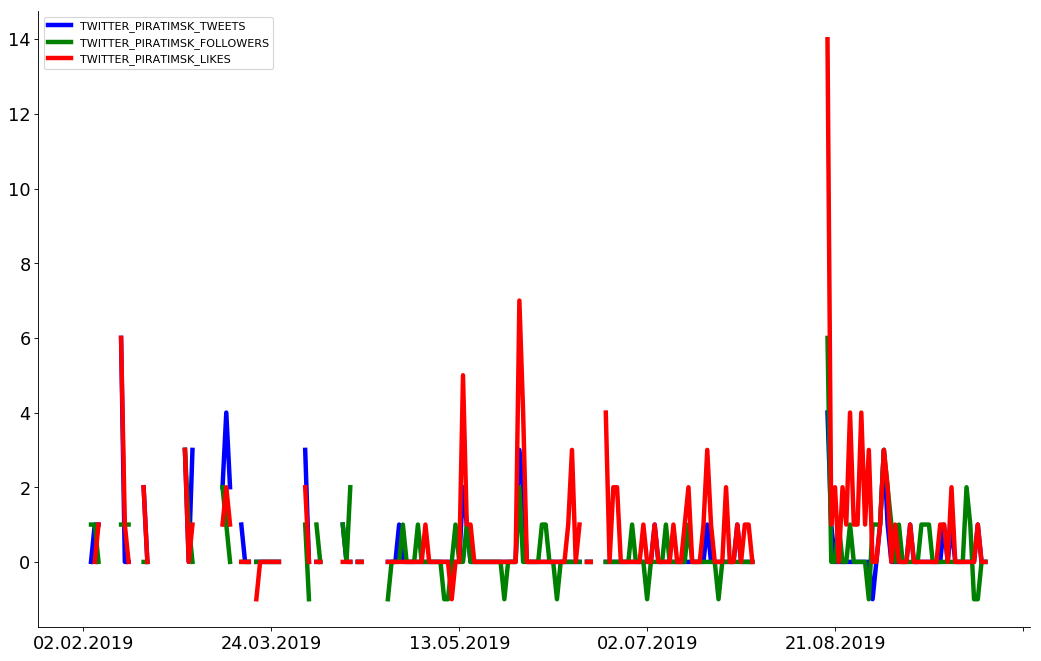 TWITTER_PIRATIMSK_TWEETS
TWITTER_PIRATIMSK_FOLLOWERS
TWITTER_PIRATIMSK_LIKES
14
12
10
8
6
4
2
0
02.02.2019 24.03.2019 13.05.2019 02.07.2019 21.08.2019